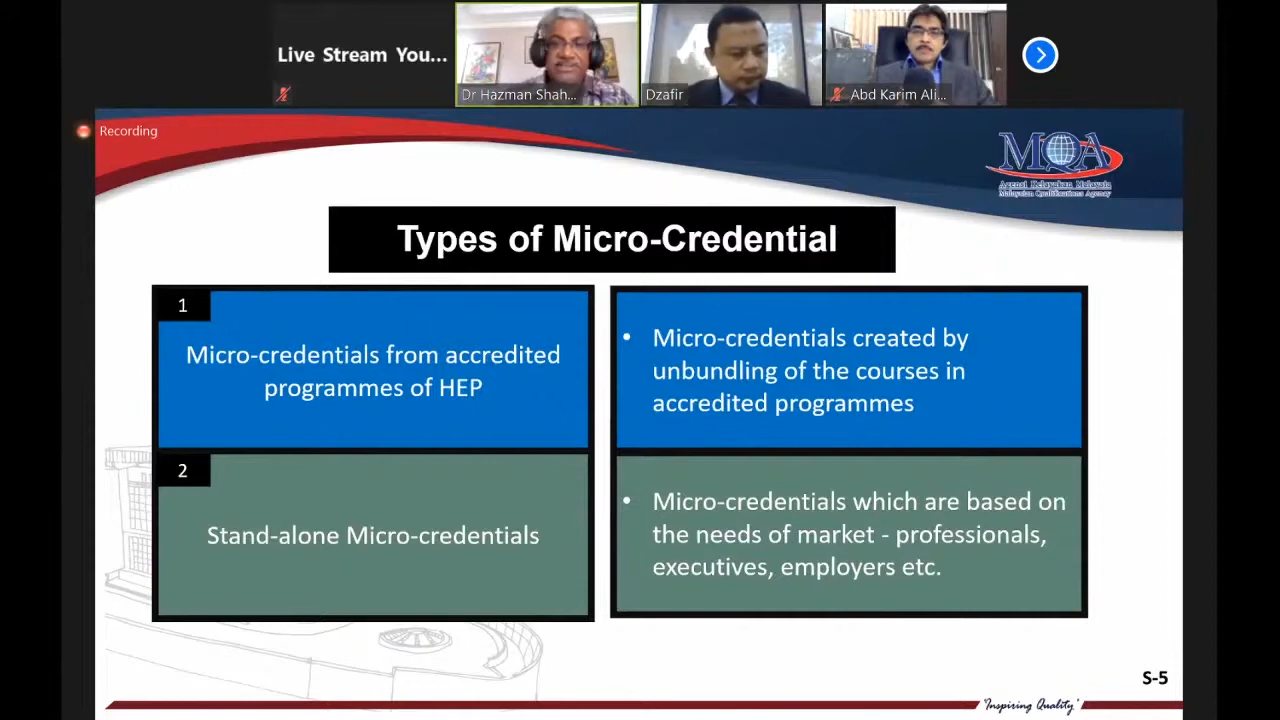 Live Stream You...
Dr Hazman Shah...
Dzafir
Abd Karim Ali...
Recording
MQA
Agensi Kelayakan Malaysia
Malaysian Qualifications Agency
Types of Micro-Credential
1
Micro-credentials from accredited
programmes of HEP
• Micro-credentials created by
unbundling of the courses in
accredited programmes
2
Stand-alone Micro-credentials
• Micro-credentials which are based on
the needs of market - professionals,
executives, employers etc.
S-5
'Inspiring Quality'